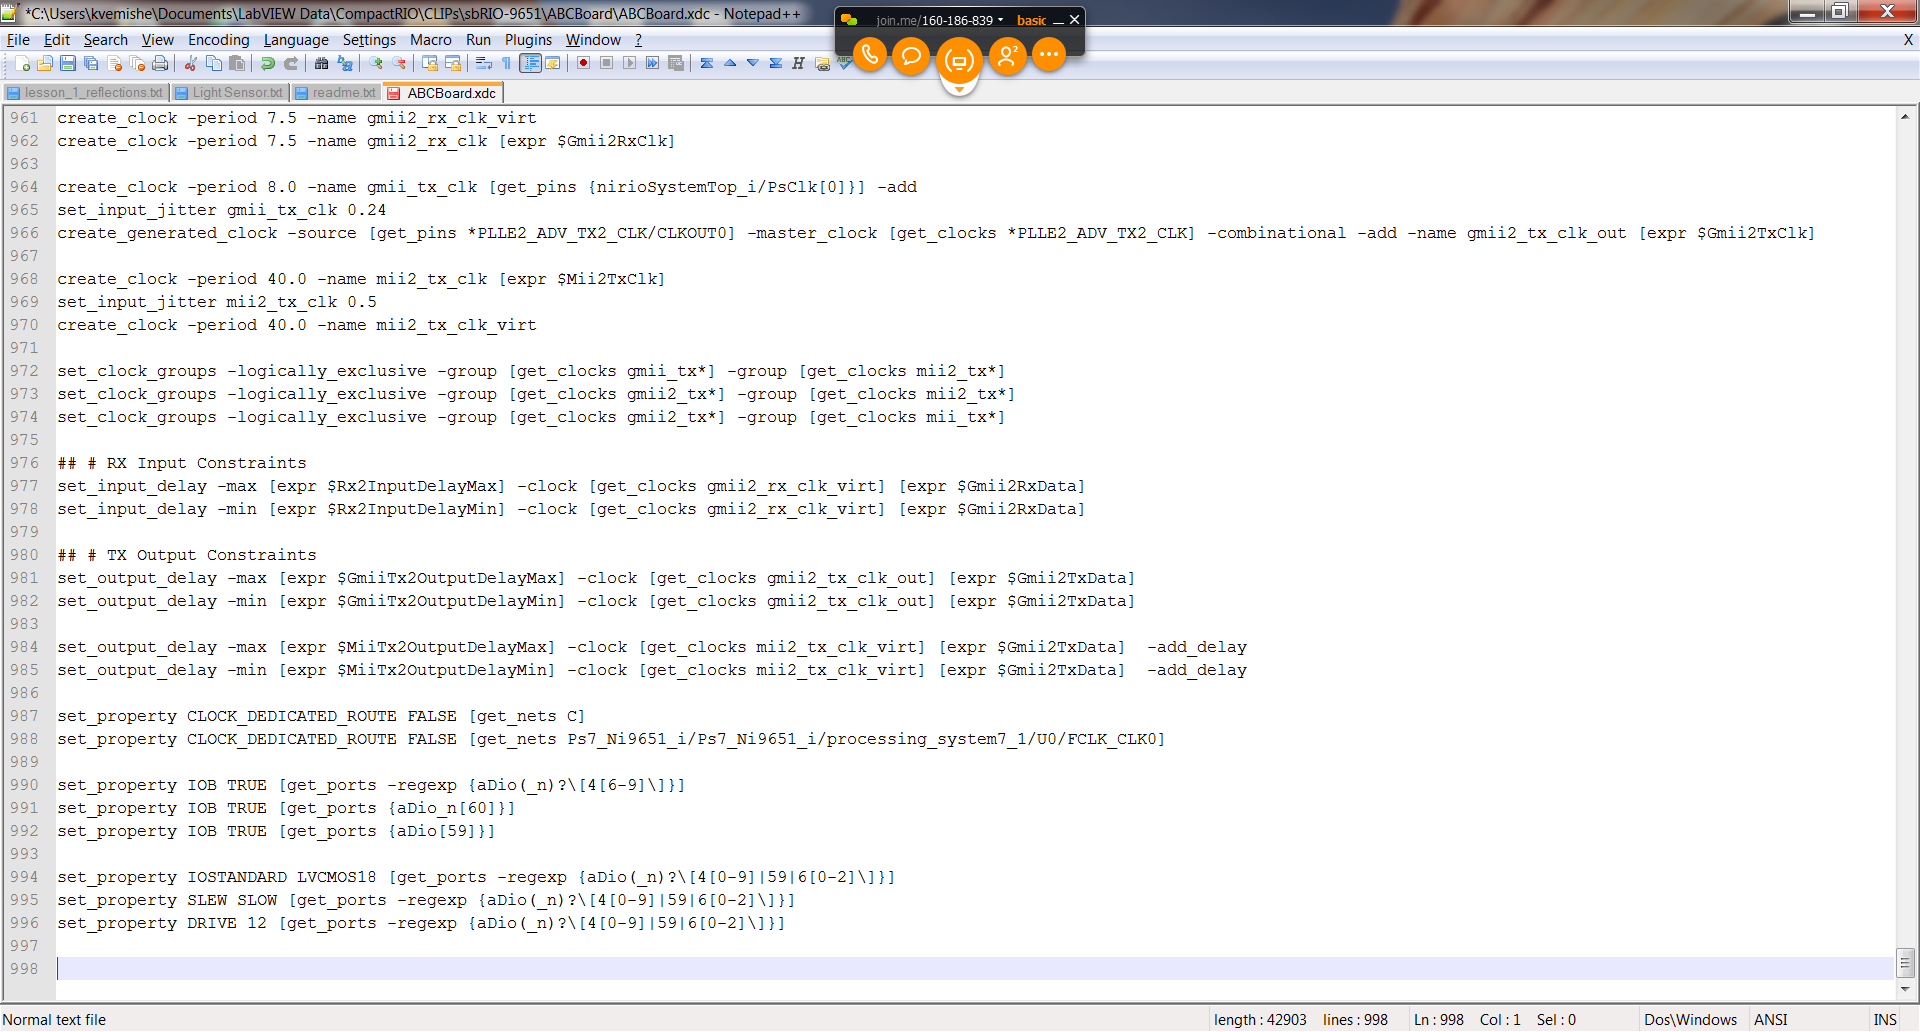 *C:\Users\kvemishe\Documents\LabVIEW Data\CompactRIO\CLIPs\sbRIO-9651\ABCBoard\ABCBoard.xdc - Notepad++
join.me/160-186-839 basic
File Edit Search View Encoding Language Settings Macro Run Plugins Window ? X
lesson_1_reflections.txt Light Sensor.txt readme.txt ABCBoard.xdc
961 create_clock -period 7.5 -name gmii2_rx_clk_virt
962 create_clock -period 7.5 -name gmii2_rx_clk [expr $Gmii2RxClk]
963
964 create_clock -period 8.0 -name gmii_tx_clk [get_pins {nirioSystemTop_i/PsClk[0]}] -add
965 set_input_jitter gmii_tx_clk 0.24
966 create_generated_clock -source [get_pins *PLLE2_ADV_TX2_CLK/CLKOUT0] -master_clock [get_clocks *PLLE2_ADV_TX2_CLK] -combinational -add -name gmii2_tx_clk_out [expr $Gmii2TxClk]
967
968 create_clock -period 40.0 -name mii2_tx_clk [expr $Mii2TxClk]
969 set_input_jitter mii2_tx_clk 0.5
970 create_clock -period 40.0 -name mii2_tx_clk_virt
971
972 set_clock_groups -logically_exclusive -group [get_clocks gmii_tx*] -group [get_clocks mii2_tx*]
973 set_clock_groups -logically_exclusive -group [get_clocks gmii2_tx*] -group [get_clocks mii2_tx*]
974 set_clock_groups -logically_exclusive -group [get_clocks gmii2_tx*] -group [get_clocks mii_tx*]
975
976 ## # RX Input Constraints
977 set_input_delay -max [expr $Rx2InputDelayMax] -clock [get_clocks gmii2_rx_clk_virt] [expr $Gmii2RxData]
978 set_input_delay -min [expr $Rx2InputDelayMin] -clock [get_clocks gmii2_rx_clk_virt] [expr $Gmii2RxData]
979
980 ## # TX Output Constraints
981 set_output_delay -max [expr $GmiiTx2OutputDelayMax] -clock [get_clocks gmii2_tx_clk_out] [expr $Gmii2TxData]
982 set_output_delay -min [expr $GmiiTx2OutputDelayMin] -clock [get_clocks gmii2_tx_clk_out] [expr $Gmii2TxData]
983
984 set_output_delay -max [expr $MiiTx2OutputDelayMax] -clock [get_clocks mii2_tx_clk_virt] [expr $Gmii2TxData]  -add_delay
985 set_output_delay -min [expr $MiiTx2OutputDelayMin] -clock [get_clocks mii2_tx_clk_virt] [expr $Gmii2TxData]  -add_delay
986
987 set_property CLOCK_DEDICATED_ROUTE FALSE [get_nets C]
988 set_property CLOCK_DEDICATED_ROUTE FALSE [get_nets Ps7_Ni9651_i/Ps7_Ni9651_i/processing_system7_1/U0/FCLK_CLK0]
989
990 set_property IOB TRUE [get_ports -regexp {aDio(_n)?\[4[6-9]\]}]
991 set_property IOB TRUE [get_ports {aDio_n[60]}]
992 set_property IOB TRUE [get_ports {aDio[59]}]
993
994 set_property IOSTANDARD LVCMOS18 [get_ports -regexp {aDio(_n)?\[4[0-9]|59|6[0-2]\]}]
995 set_property SLEW SLOW [get_ports -regexp {aDio(_n)?\[4[0-9]|59|6[0-2]\]}]
996 set_property DRIVE 12 [get_ports -regexp {aDio(_n)?\[4[0-9]|59|6[0-2]\]}]
997
998
Normal text file length : 42903 lines : 998 Ln : 998 Col : 1 Sel : 0 Dos\Windows ANSI INS